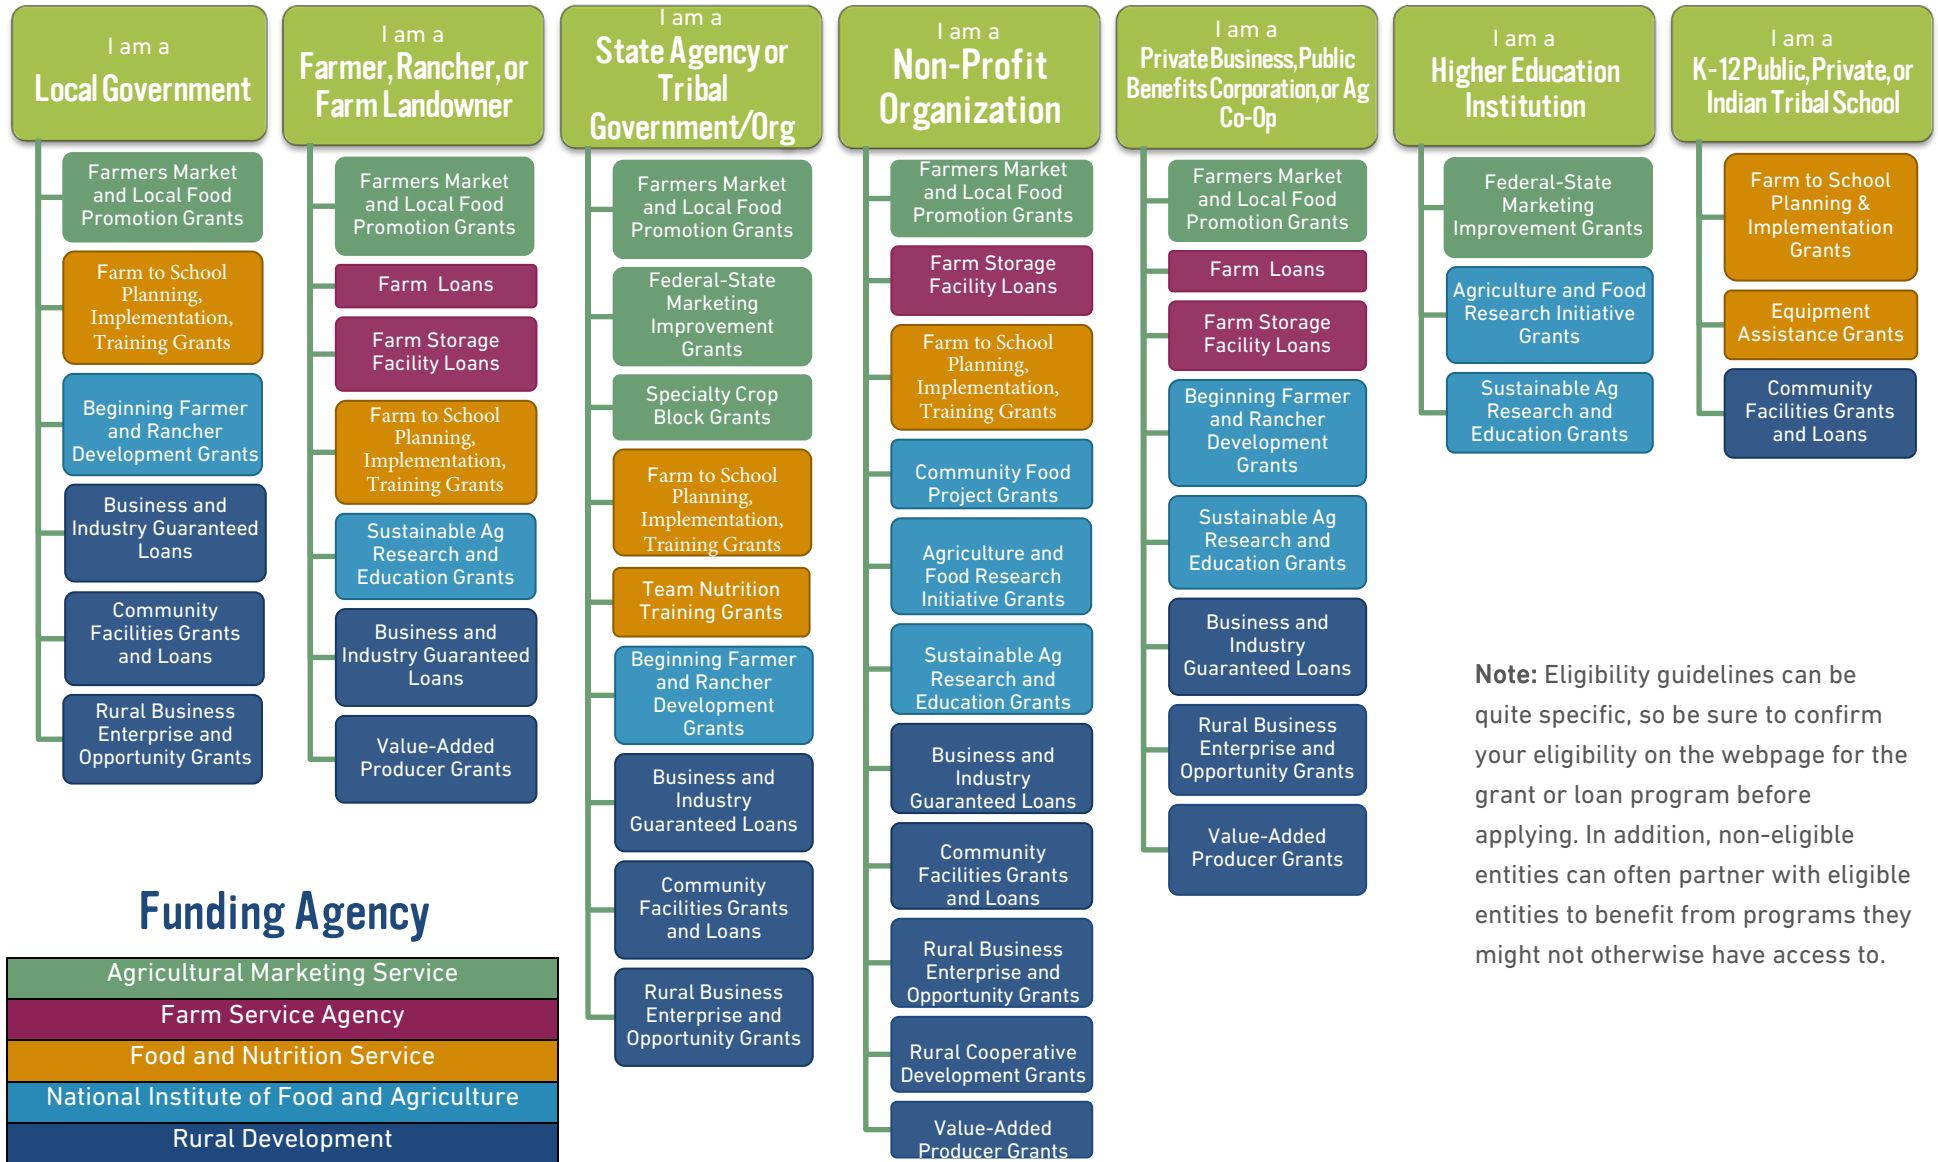 I am a
Local Government
Farmers Market
and Local Food
Promotion Grants
Farm to School
Planning,
Implementation,
Training Grants
Beginning Farmer
and Rancher
Development Grants
Business and
Industry Guaranteed
Loans
Community
Facilities Grants
and Loans
Rural Business
Enterprise and
Opportunity Grants
I am a
Farmer, Rancher, or
Farm Landowner
Farmers Market
and Local Food
Promotion Grants
Farm Loans
Farm Storage
Facility Loans
Farm to School
Planning,
Implementation,
Training Grants
Sustainable Ag
Research and
Education Grants
Business and
Industry Guaranteed
Loans
Value-Added
Producer Grants
I am a
State Agency or
Tribal
Government/Org
Farmers Market
and Local Food
Promotion Grants
Federal-State
Marketing
Improvement
Grants
Specialty Crop
Block Grants
Farm to School
Planning,
Implementation,
Training Grants
Team Nutrition
Training Grants
Beginning Farmer
and Rancher
Development
Grants
Business and
Industry
Guaranteed Loans
Community
Facilities Grants
and Loans
Rural Business
Enterprise and
Opportunity Grants
I am a
Non-Profit
Organization
Farmers Market
and Local Food
Promotion Grants
Farm Storage
Facility Loans
Farm to School
Planning,
Implementation,
Training Grants
Community Food
Project Grants
Agriculture and
Food Research
Initiative Grants
Sustainable Ag
Research and
Education Grants
Business and
Industry
Guaranteed Loans
Community
Facilities Grants
and Loans
Rural Business
Enterprise and
Opportunity Grants
Rural Cooperative
Development Grants
Value-Added
Producer Grants
I am a
Private Business, Public
Benefits Corporation, or Ag
Co-Op
Farmers Market
and Local Food
Promotion Grants
Farm Loans
Farm Storage
Facility Loans
Beginning Farmer
and Rancher
Development
Grants
Sustainable Ag
Research and
Education Grants
Business and
Industry
Guaranteed Loans
Rural Business
Enterprise and
Opportunity Grants
Value-Added
Producer Grants
I am a
Higher Education
Institution
Federal-State
Marketing
Improvement Grants
Agriculture and Food
Research Initiative
Grants
Sustainable Ag
Research and
Education Grants
I am a
K-12 Public, Private, or
Indian Tribal School
Farm to School
Planning &
Implementation
Grants
Equipment
Assistance Grants
Community
Facilities Grants
and Loans
Note: Eligibility guidelines can be
quite specific, so be sure to confirm
your eligibility on the webpage for the
grant or loan program before
applying. In addition, non-eligible
entities can often partner with eligible
entities to benefit from programs they
might not otherwise have access to.
Funding Agency
Agricultural Marketing Service
Farm Service Agency
Food and Nutrition Service
National Institute of Food and Agriculture
Rural Development